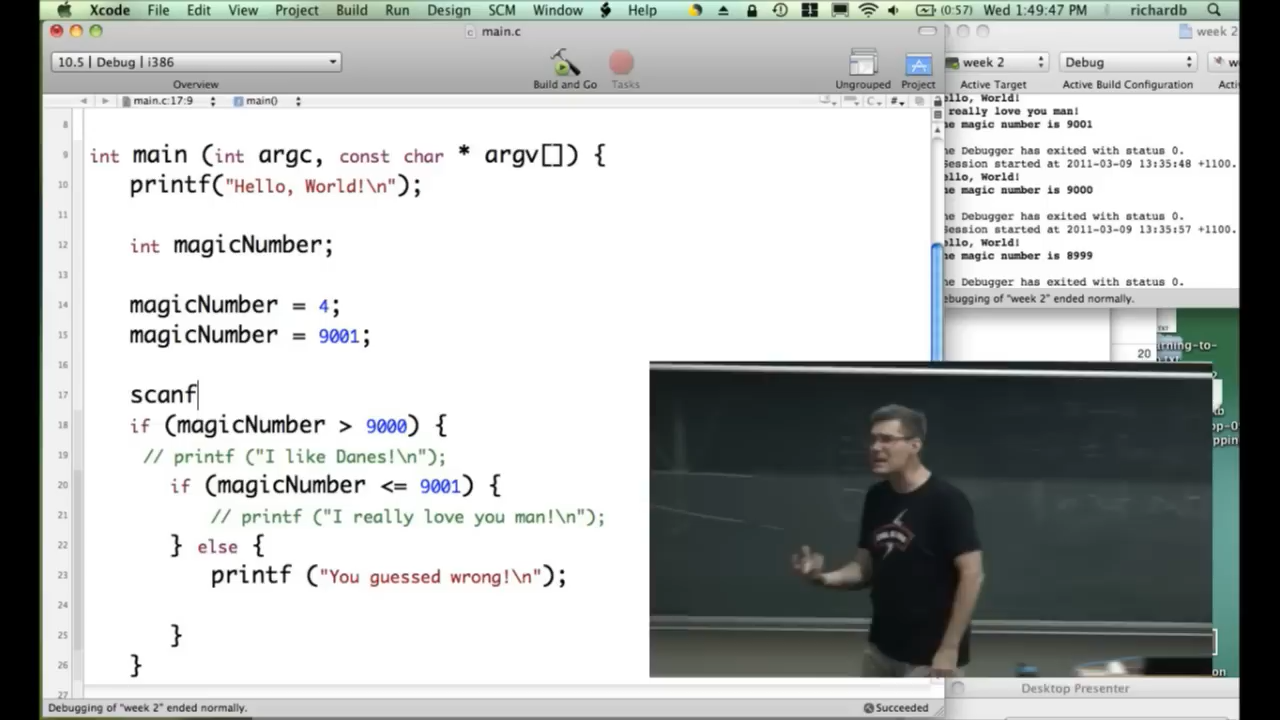 Xcode File Edit View Project Build Run Design SCM Window Help (0:57) Wed 1:49:47 PM richardb
main.c
week 2
10.5 | Debug | i386
Overview
Build and Go
Tasks
Ungrouped
Project
week 2
Debug
Active Target
Active Build Configuration
main.c:17:9
main()
8
9 int main (int argc, const char * argv[]) {
10 printf("Hello, World!\n");
11
12 int magicNumber;
13
14 magicNumber = 4;
15 magicNumber = 9001;
16
17 scanf
18 if (magicNumber > 9000) {
19 // printf ("I like Danes!\n");
20 if (magicNumber <= 9001) {
21 // printf ("I really love you man!\n");
22 } else {
23 printf ("You guessed wrong!\n");
24
25 }
26 }
27
ello, World!
really love you man!
he magic number is 9001
he Debugger has exited with status 0.
Session started at 2011-03-09 13:35:48 +1100.
ello, World!
he magic number is 9000
he Debugger has exited with status 0.
Session started at 2011-03-09 13:35:57 +1100.
ello, World!
he magic number is 8999
he Debugger has exited with status 0.
ebugging of "week 2" ended normally.
20
Desktop Presenter
Debugging of "week 2" ended normally.
Succeeded